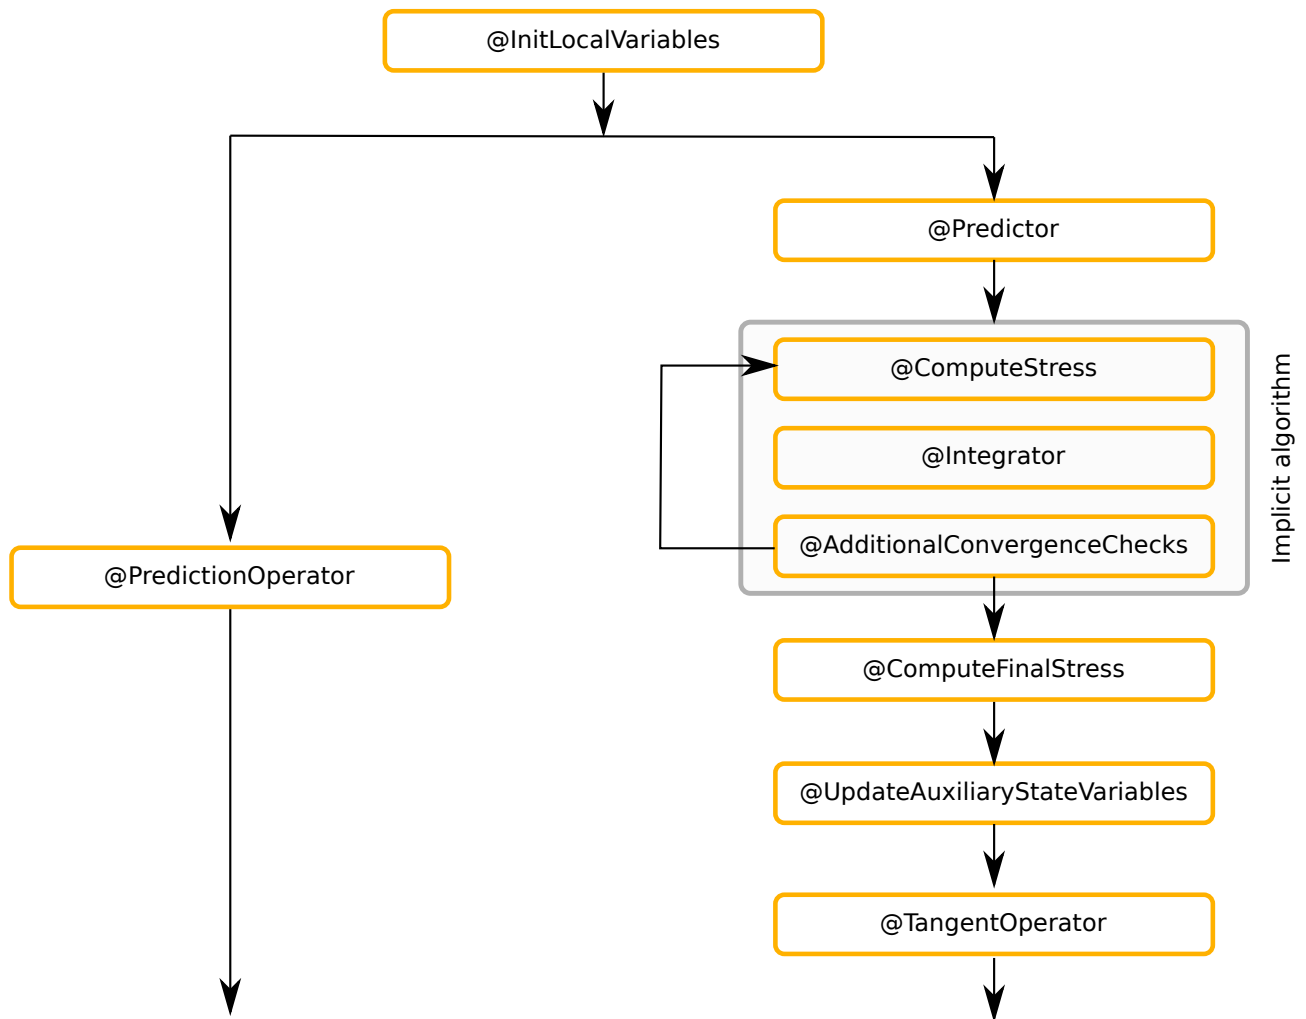 @InitLocalVariables
@Predictor
@ComputeStress
@Integrator
@AdditionalConvergenceChecks
Implicit algorithm
@PredictionOperator
@ComputeFinalStress
@UpdateAuxiliaryStateVariables
@TangentOperator